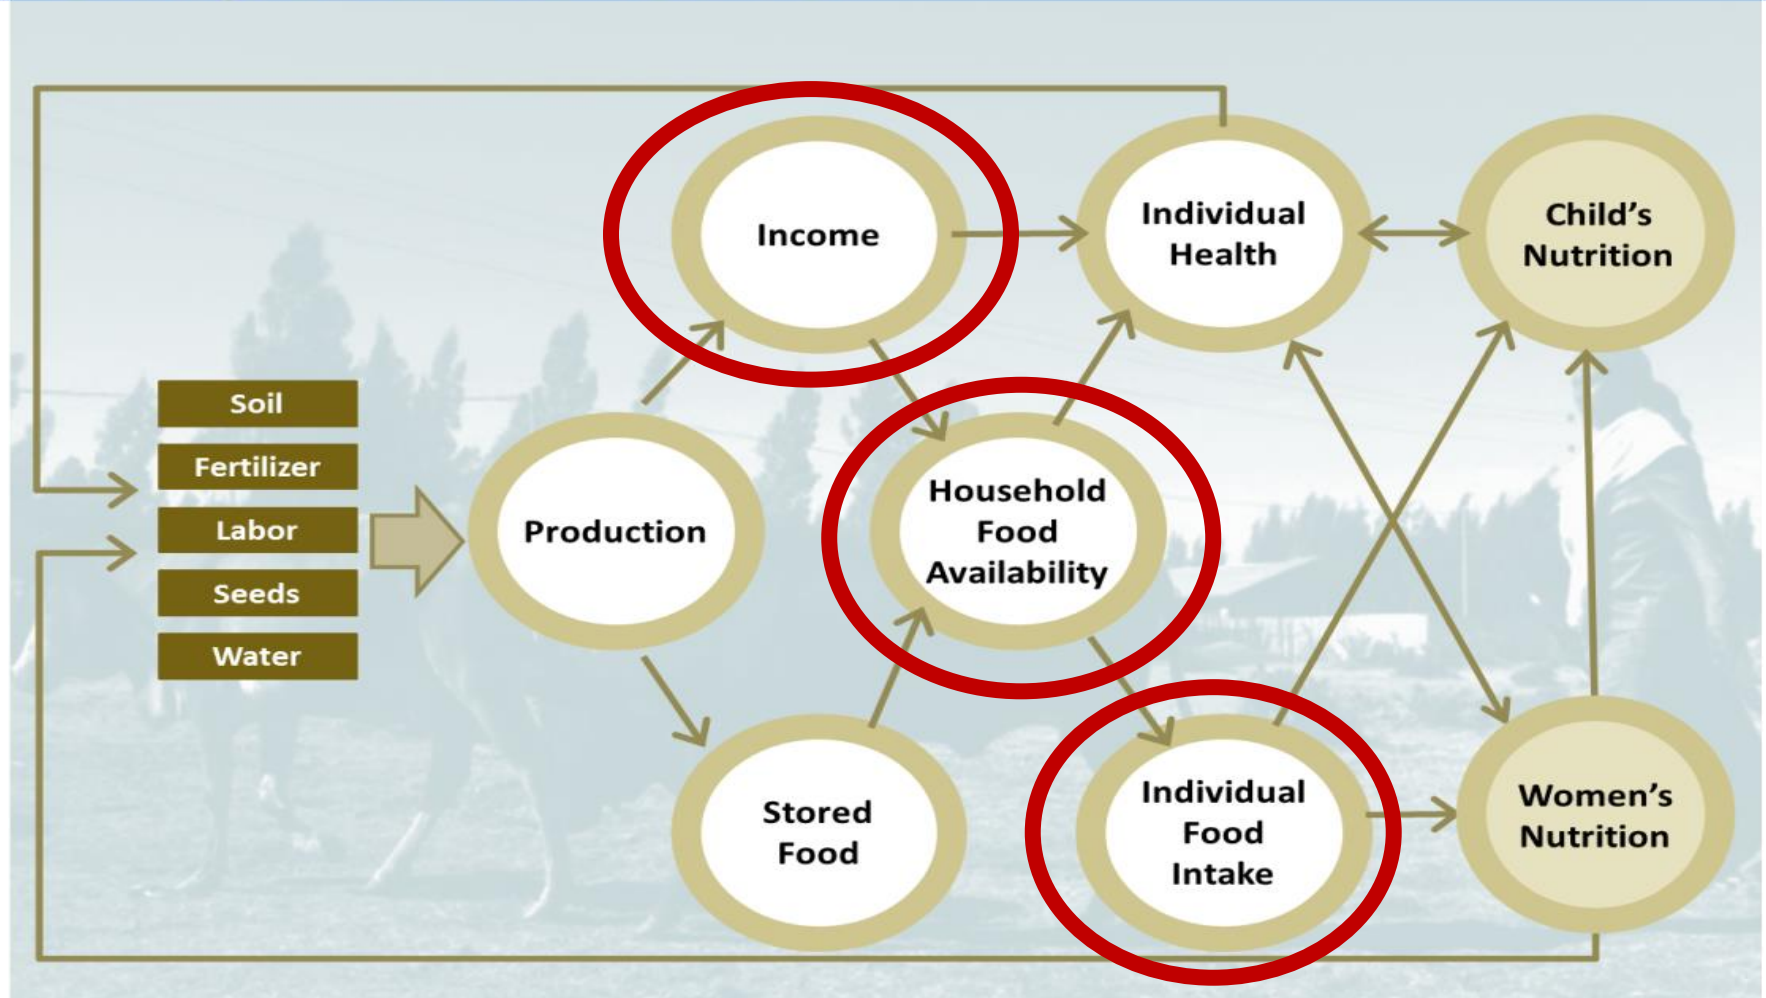 Soil
Fertilizer
Labor
Seeds
Water
Production
Income
Stored
Food
Household
Food
Availability
Individual
Health
Individual
Food
Intake
Child’s
Nutrition
Women’s
Nutrition